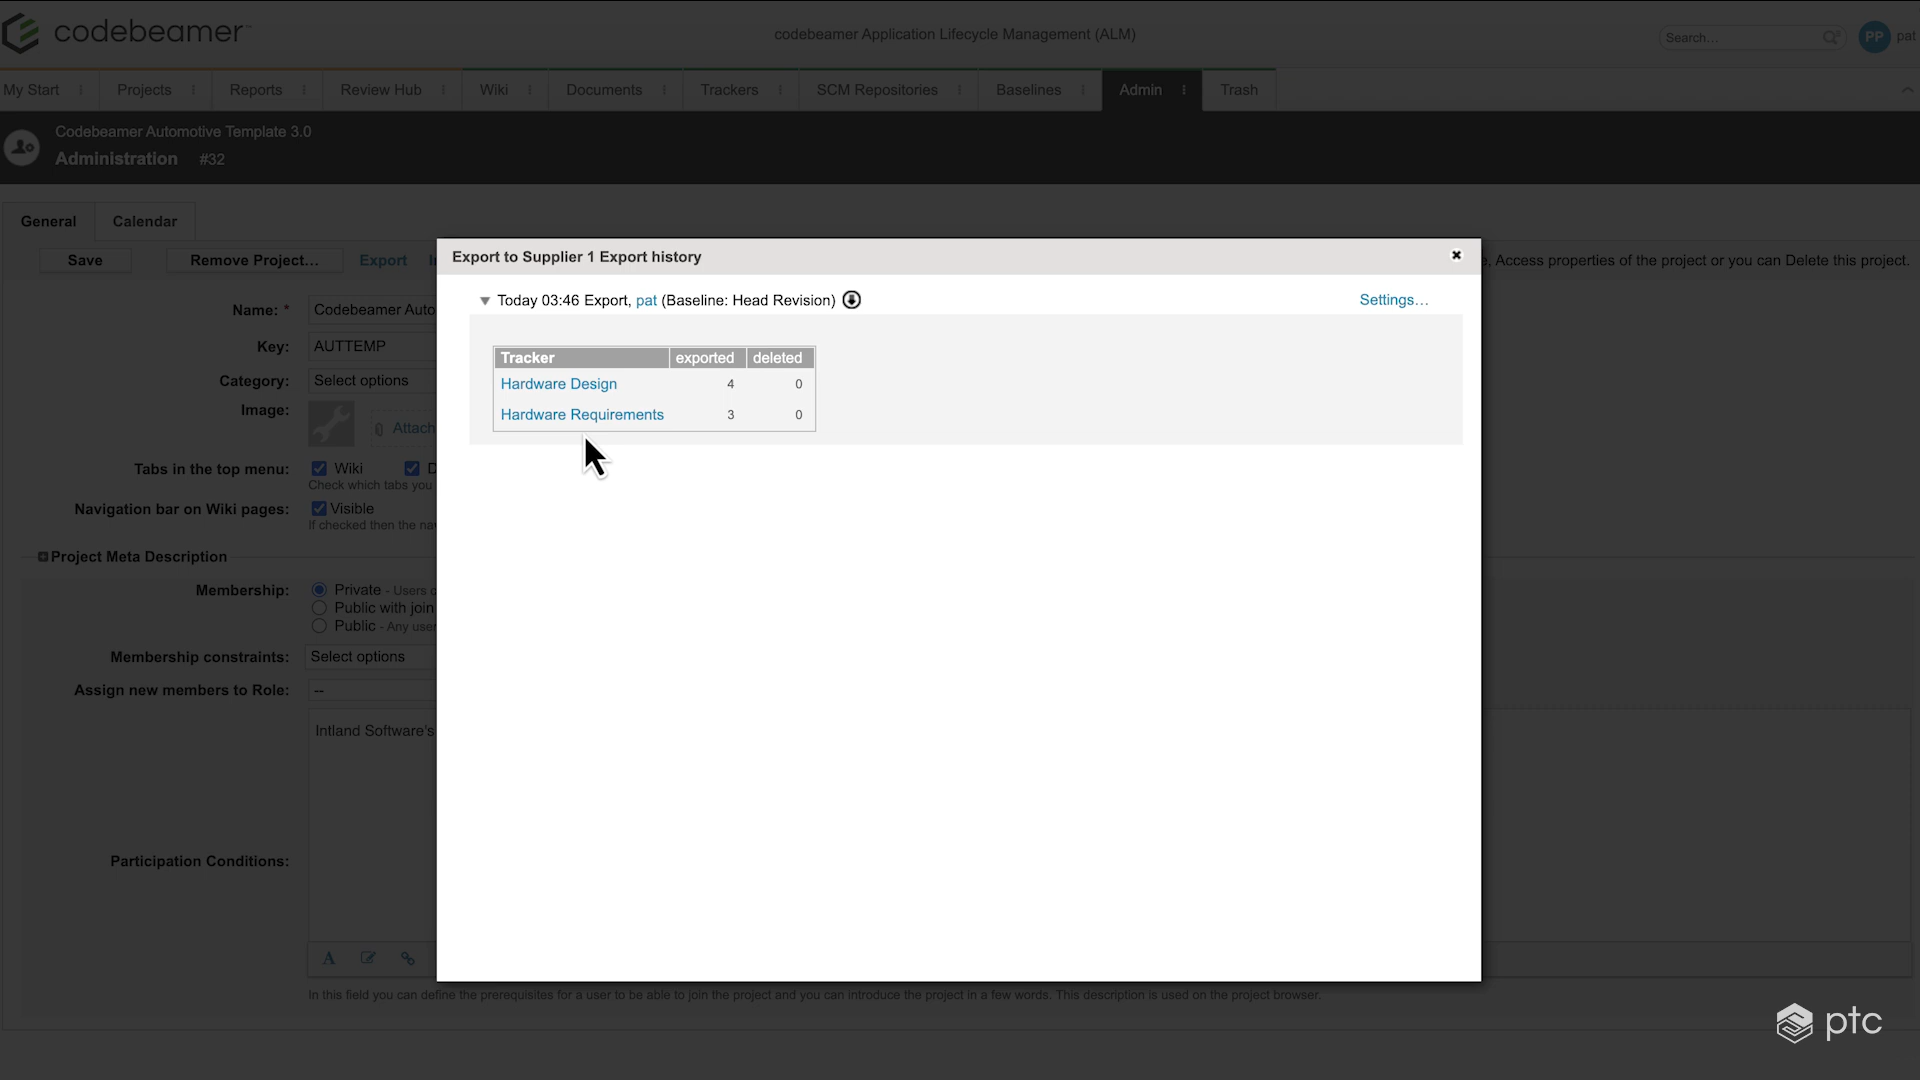 codebeamer
codebeamer Application Lifecycle Management (ALM)
Search...
PP pat
My Start Projects Reports Review Hub Wiki Documents Trackers SCM Repositories Baselines Admin Trash
Codebeamer Automotive Template 3.0
Administration #32
General Calendar
Save Remove Project... Export
, Access properties of the project or you can Delete this project.
Export to Supplier 1 Export history
Today 03:46 Export, pat (Baseline: Head Revision)
Settings...
Tracker exported deleted
Hardware Design 4 0
Hardware Requirements 3 0
Name: * Codebeamer Auto
Key: AUTTEMP
Category: Select options
Image: Attach
Tabs in the top menu: Wiki D
Check which tabs you
Navigation bar on Wiki pages: Visible
If checked then the na
Project Meta Description
Membership: Private - Users
Public with join
Public - Any user
Membership constraints: Select options
Assign new members to Role: --
Intland Software's
Participation Conditions:
In this field you can define the prerequisites for a user to be able to join the project and you can introduce the project in a few words. This description is used on the project browser.
ptc